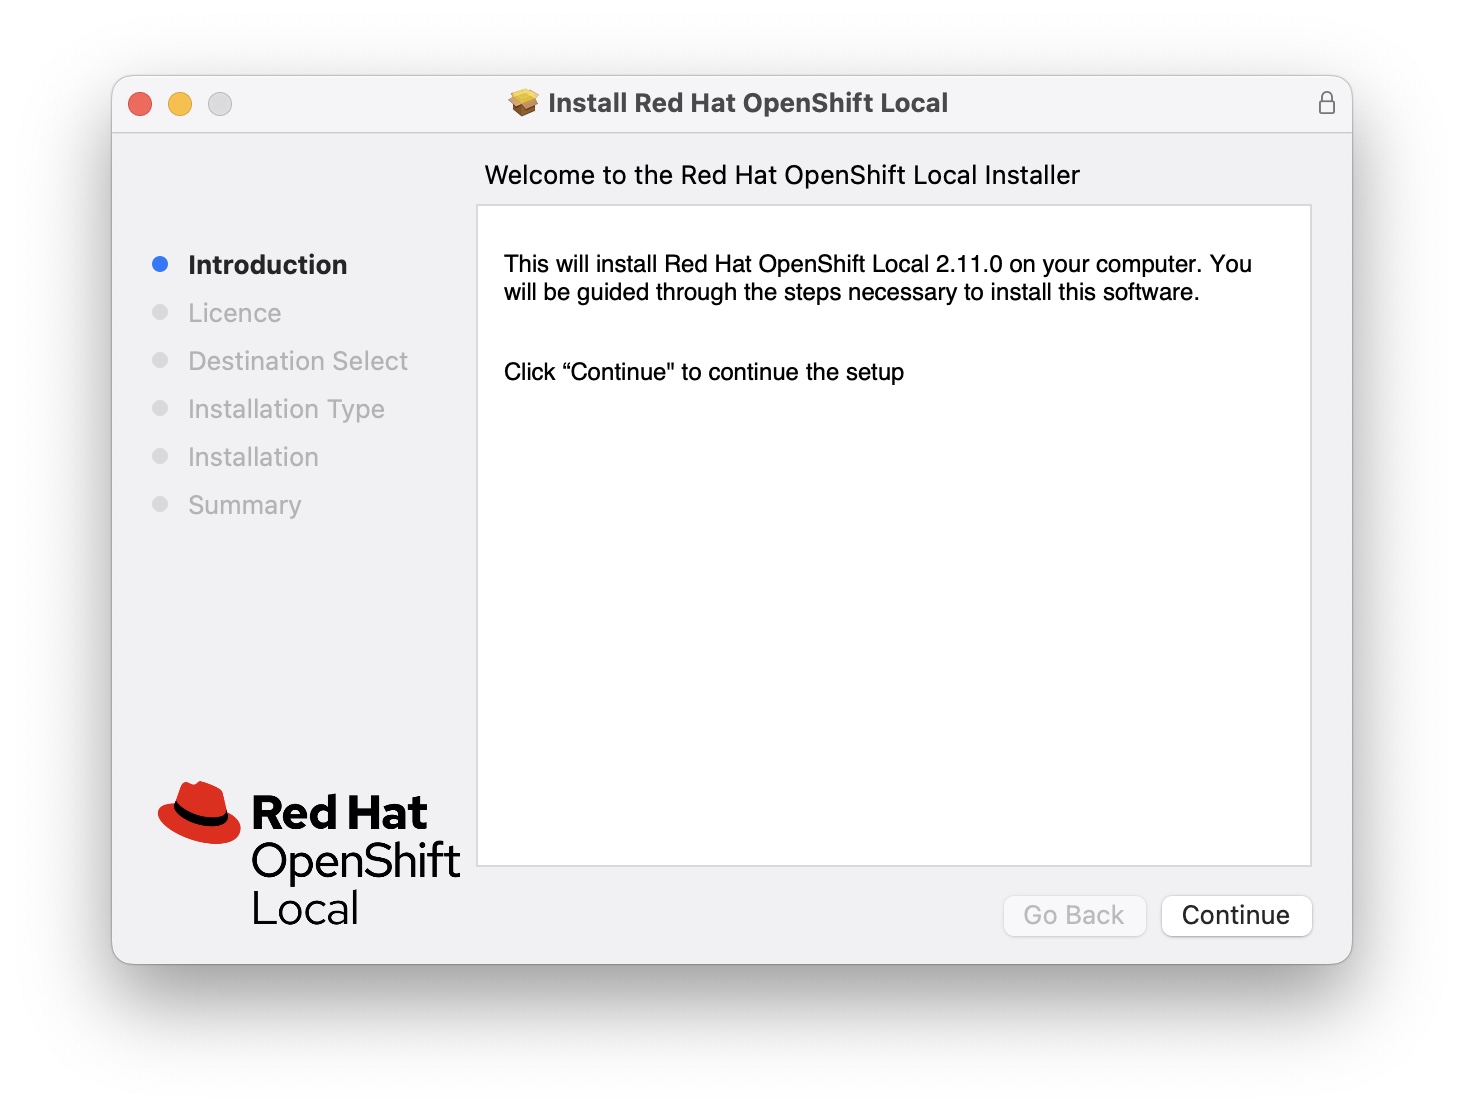 Install Red Hat OpenShift Local
Welcome to the Red Hat OpenShift Local Installer
Introduction
Licence
Destination Select
Installation Type
Installation
Summary
This will install Red Hat OpenShift Local 2.11.0 on your computer. You
will be guided through the steps necessary to install this software.
Click “Continue" to continue the setup
Red Hat
OpenShift
Local
Go Back
Continue